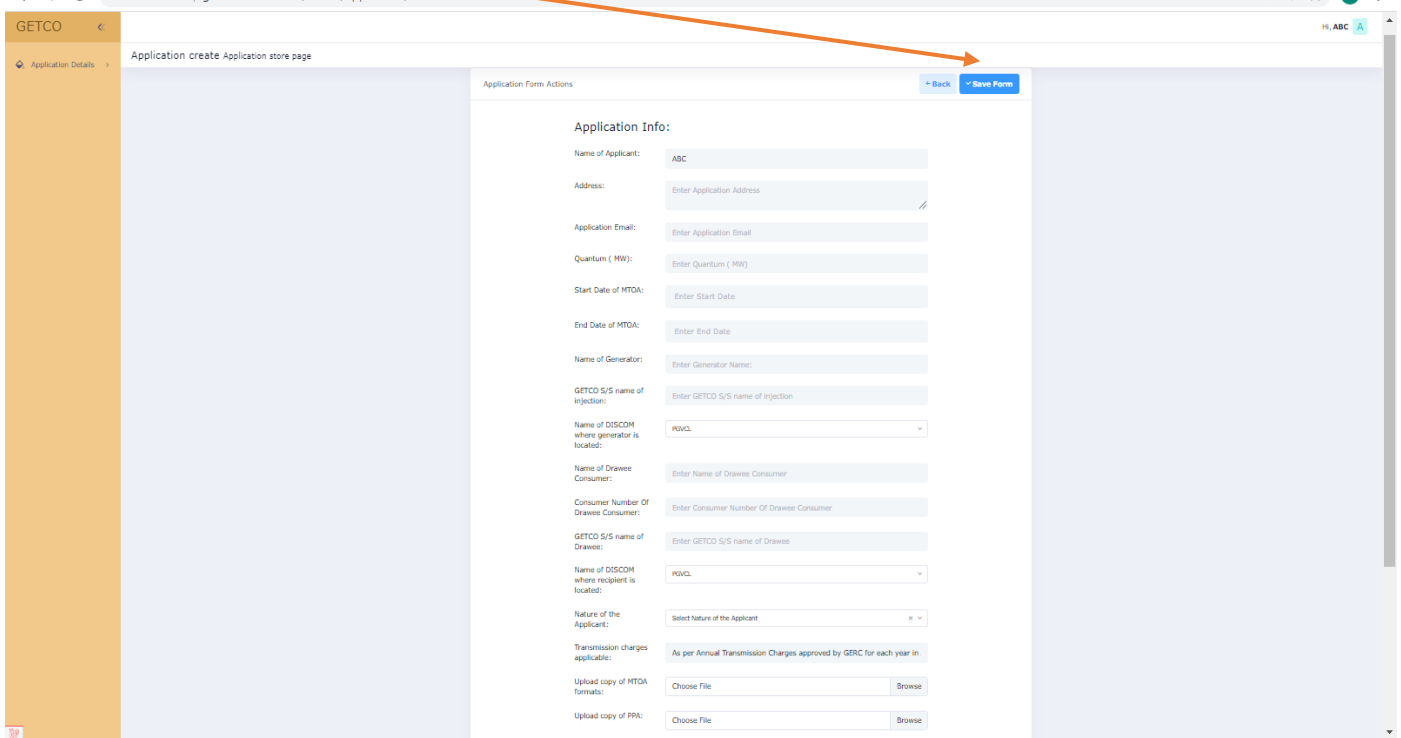 GETCO «
Hi, ABC A
Application Details >
Application create Application store page
Application Form Actions
Back
Save Form
Application Info:
Name of Applicant:
ABC
Address:
Enter Application Address
Application Email:
Enter Application Email
Quantum ( MW):
Enter Quantum ( MW)
Start Date of MTOA:
Enter Start Date
End Date of MTOA:
Enter End Date
Name of Generator:
Enter Generator Name:
GETCO S/S name of
injection:
Enter GETCO S/S name of injection
Name of DISCOM
where generator is
located:
PGVCL
Name of Drawee
Consumer:
Enter Name of Drawee Consumer
Consumer Number Of
Drawee Consumer:
Enter Consumer Number Of Drawee Consumer
GETCO S/S name of
Drawee:
Enter GETCO S/S name of Drawee
Name of DISCOM
where recipient is
located:
PGVCL
Nature of the
Applicant:
Select Nature of the Applicant
Transmission charges
applicable:
As per Annual Transmission Charges approved by GERC for each year in
Upload copy of MTOA
formats:
Choose File
Browse
Upload copy of PPA:
Choose File
Browse